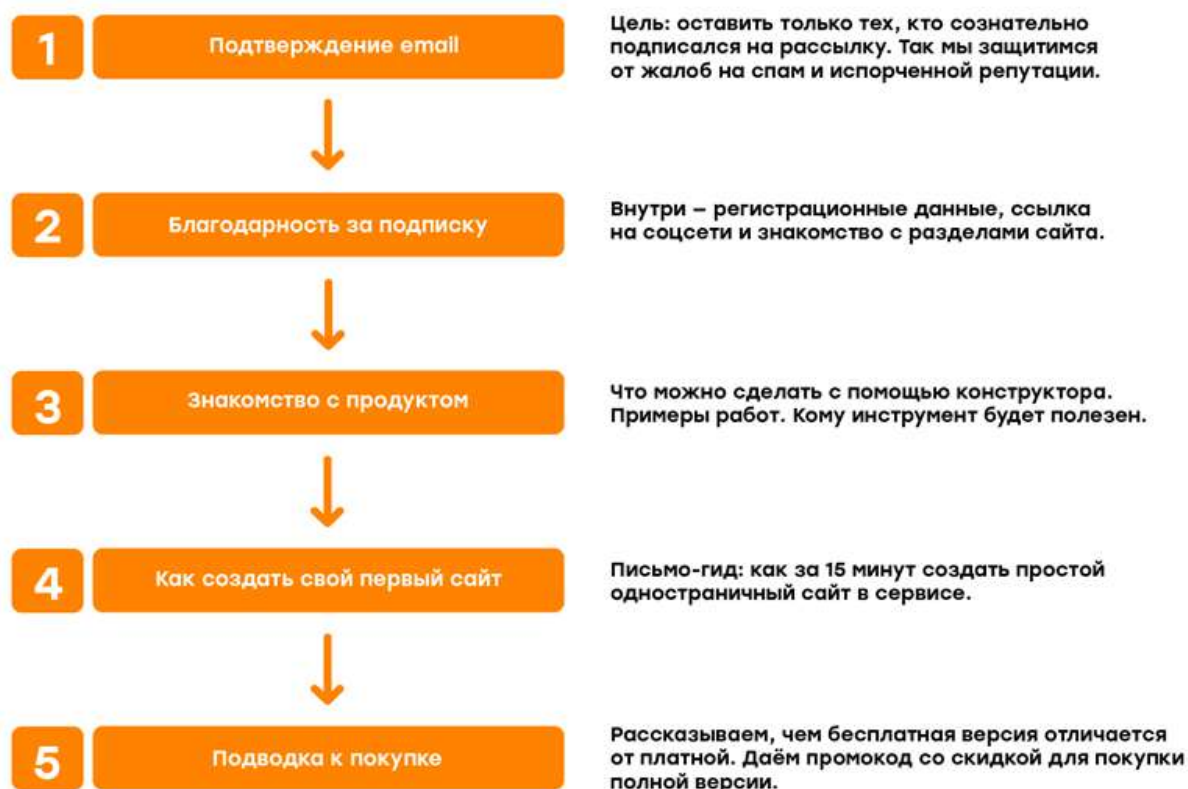 1
Подтверждение email
Цель: оставить только тех, кто сознательно
подписался на рассылку. Так мы защитимся
от жалоб на спам и испорченной репутации.
2
Благодарность за подписку
Внутри – регистрационные данные, ссылка
на соцсети и знакомство с разделами сайта.
3
Знакомство с продуктом
Что можно сделать с помощью конструктора.
Примеры работ. Кому инструмент будет полезен.
4
Как создать свой первый сайт
Письмо-гид: как за 15 минут создать простой
одностраничный сайт в сервисе.
5
Подводка к покупке
Рассказываем, чем бесплатная версия отличается
от платной. Даём промокод со скидкой для покупки
полной версии.